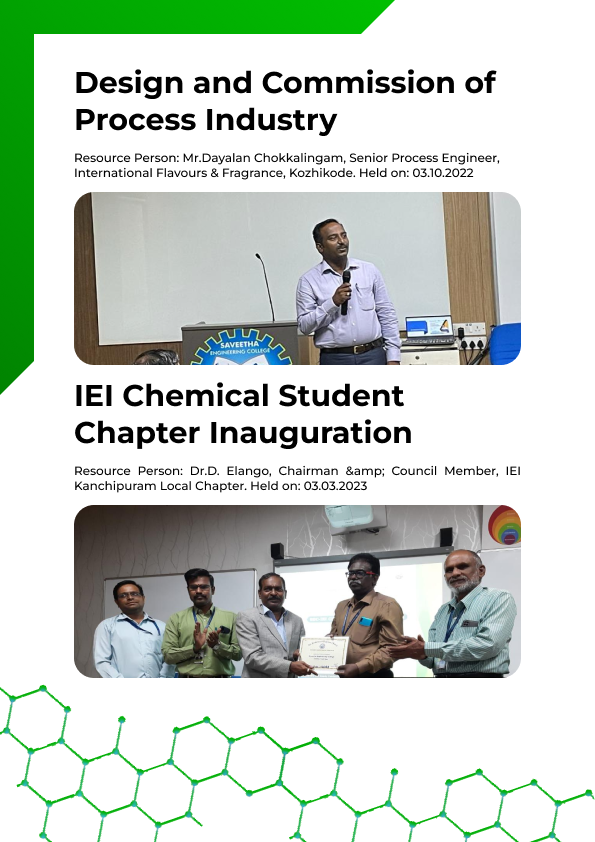 Design and Commission of
Process Industry
Resource Person: Mr.Dayalan Chokkalingam, Senior Process Engineer,
International Flavours & Fragrance, Kozhikode. Held on: 03.10.2022
SAVEETHA
ENGINEERING COLLEGE
IEI Chemical Student
Chapter Inauguration
Resource Person: Dr.D. Elango, Chairman &amp; Council Member, IEI
Kanchipuram Local Chapter. Held on: 03.03.2023